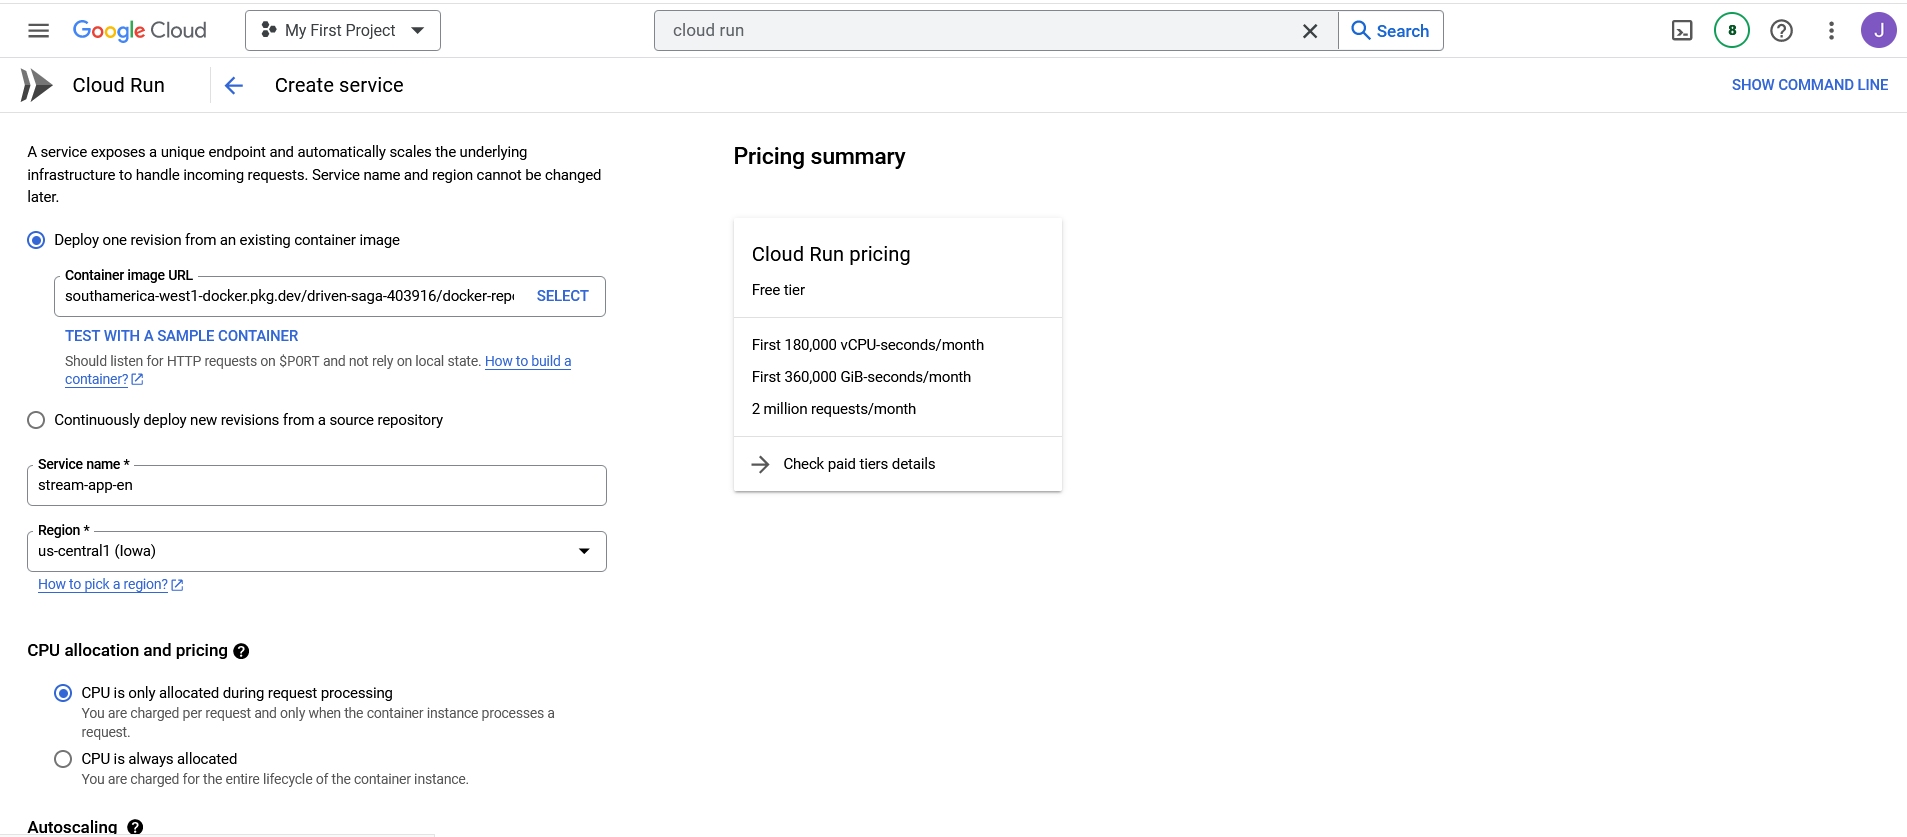 Google Cloud
My First Project
cloud run
Search
8
J
Cloud Run
Create service
SHOW COMMAND LINE
A service exposes a unique endpoint and automatically scales the underlying
infrastructure to handle incoming requests. Service name and region cannot be changed
later.
Deploy one revision from an existing container image
Container image URL
southamerica-west1-docker.pkg.dev/driven-saga-403916/docker-rep
SELECT
TEST WITH A SAMPLE CONTAINER
Should listen for HTTP requests on $PORT and not rely on local state. How to build a
container?
Continuously deploy new revisions from a source repository
Service name *
stream-app-en
Region *
us-central1 (Iowa)
How to pick a region?
CPU allocation and pricing
CPU is only allocated during request processing
You are charged per request and only when the container instance processes a
request.
CPU is always allocated
You are charged for the entire lifecycle of the container instance.
Autoscaling
Pricing summary
Cloud Run pricing
Free tier
First 180,000 vCPU-seconds/month
First 360,000 GiB-seconds/month
2 million requests/month
Check paid tiers details